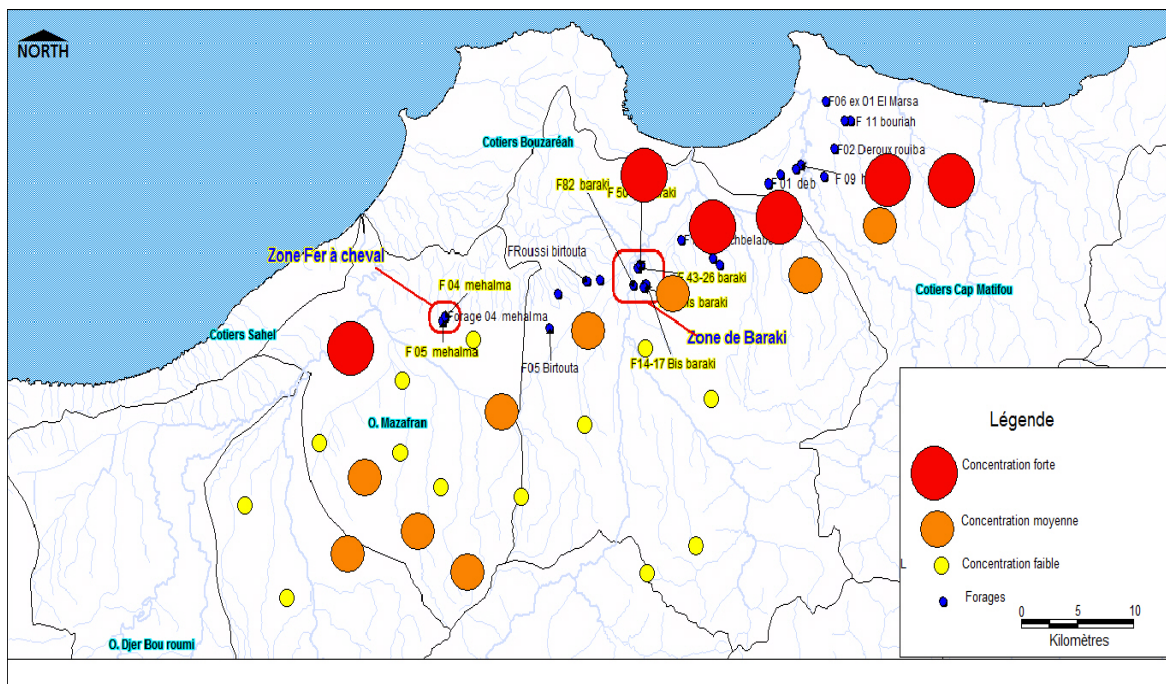 NORTH
F06 ex 01 El Marsa
F 11 bouriah
Cotiers Bouzaréah
F02 Deroux rouiba
F82 baraki
F 50
raki
F 01 deb
F 09 h
FRoussi birtouta
Zone Fer à cheval
F 43-26 baraki
F 04 mehalma
Cotiers Cap Matifou
Forage 04 mehalma
bis baraki
Cotiers Sahel
Zone de Baraki
F 05 mehalma
F05 Birtouta
F14-17 Bis baraki
O. Mazafran
Légende
Concentration forte
Concentration moyenne
Concentration faible
Forages
0 5 10
Kilomètres
O. Djer Bou roumi